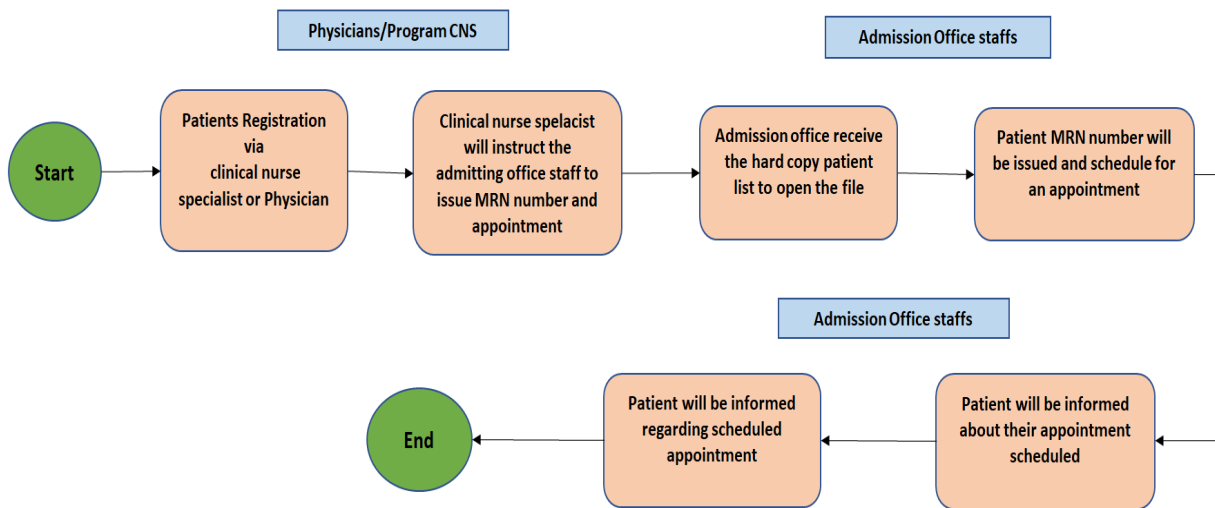 Physicians/Program CNS
Admission Office staffs
Start
Patients Registration
via
clinical nurse
specialist or Physician
Clinical nurse spelacist
will instruct the
admitting office staff to
issue MRN number and
appointment
Admission office receive
the hard copy patient
list to open the file
Patient MRN number will
be issued and schedule for
an appointment
Admission Office staffs
Patient will be informed
about their appointment
scheduled
Patient will be informed
regarding scheduled
appointment
End